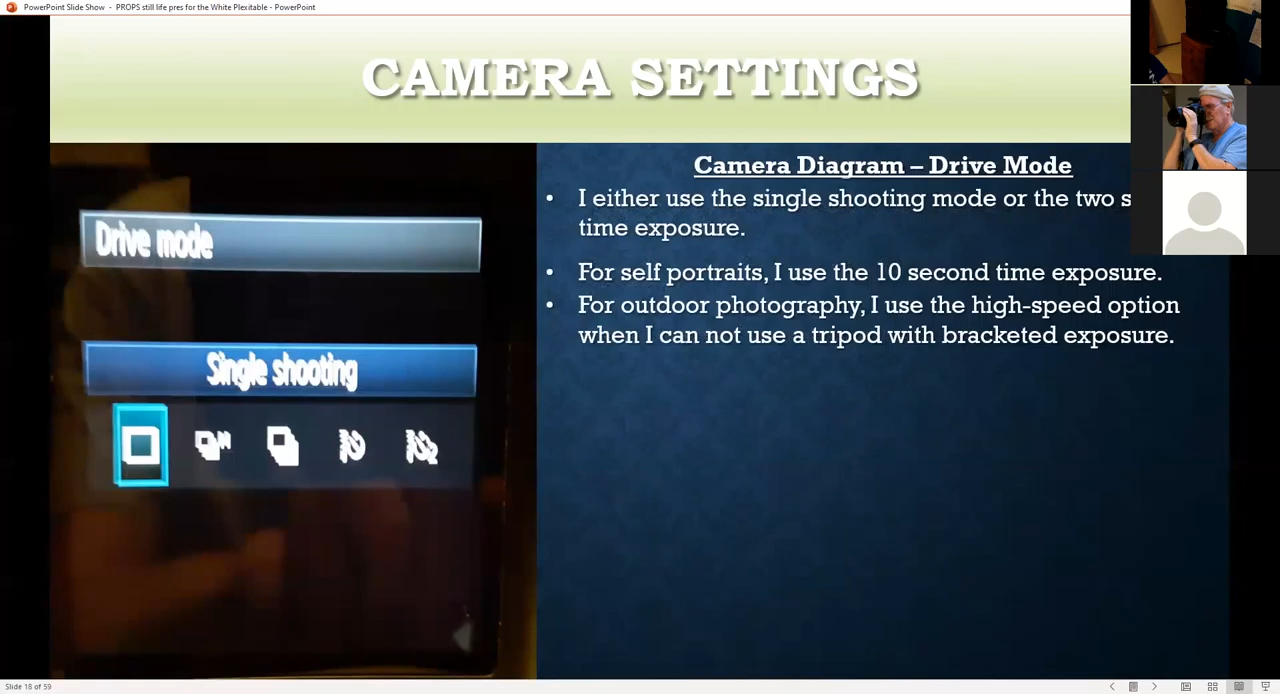 PowerPoint Slide Show - PROPS still life pres for the White Plexitable - PowerPoint
CAMERA SETTINGS
Drive mode
Single shooting
Camera Diagram – Drive Mode
• I either use the single shooting mode or the two
time exposure.
• For self portraits, I use the 10 second time exposure.
• For outdoor photography, I use the high-speed option
when I can not use a tripod with bracketed exposure.
Slide 18 of 59